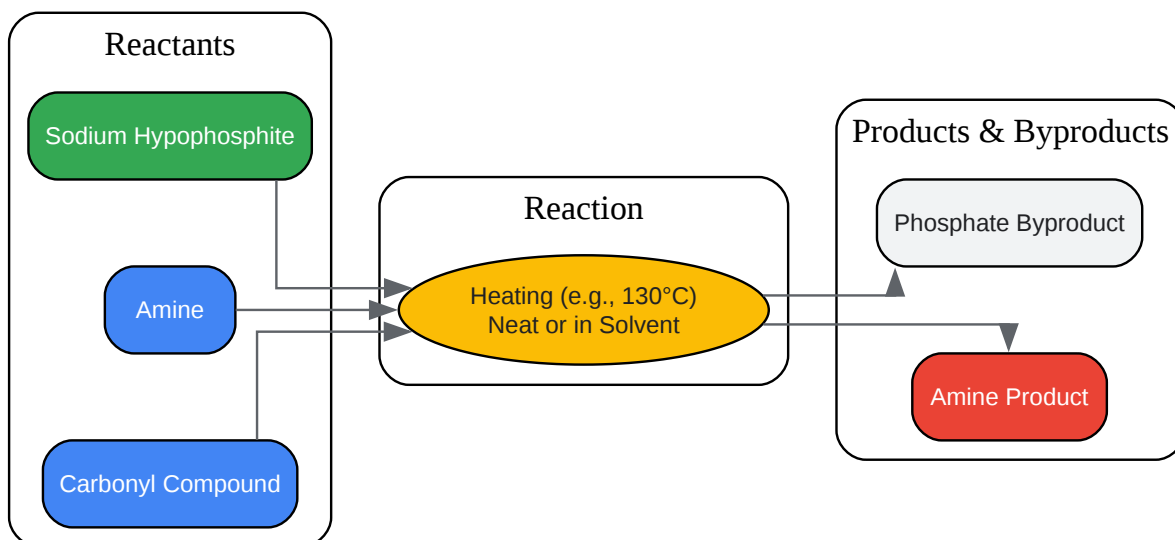 Reactants
Sodium Hypophosphite
Amine
Carbonyl Compound
Reaction
Heating (e.g., 130°C)
Neat or in Solvent
Products & Byproducts
Phosphate Byproduct
Amine Product